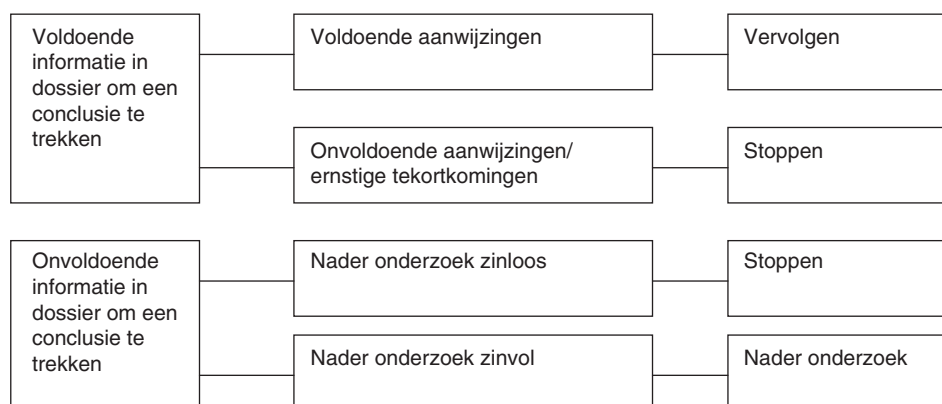 Voldoende
informatie in
dossier om een
conclusie te
trekken
Voldoende aanwijzingen
Vervolgen
Onvoldoende aanwijzingen/
ernstige tekortkomingen
Stoppen
Onvoldoende
informatie in
dossier om een
conclusie te
trekken
Nader onderzoek zinloos
Stoppen
Nader onderzoek zinvol
Nader onderzoek